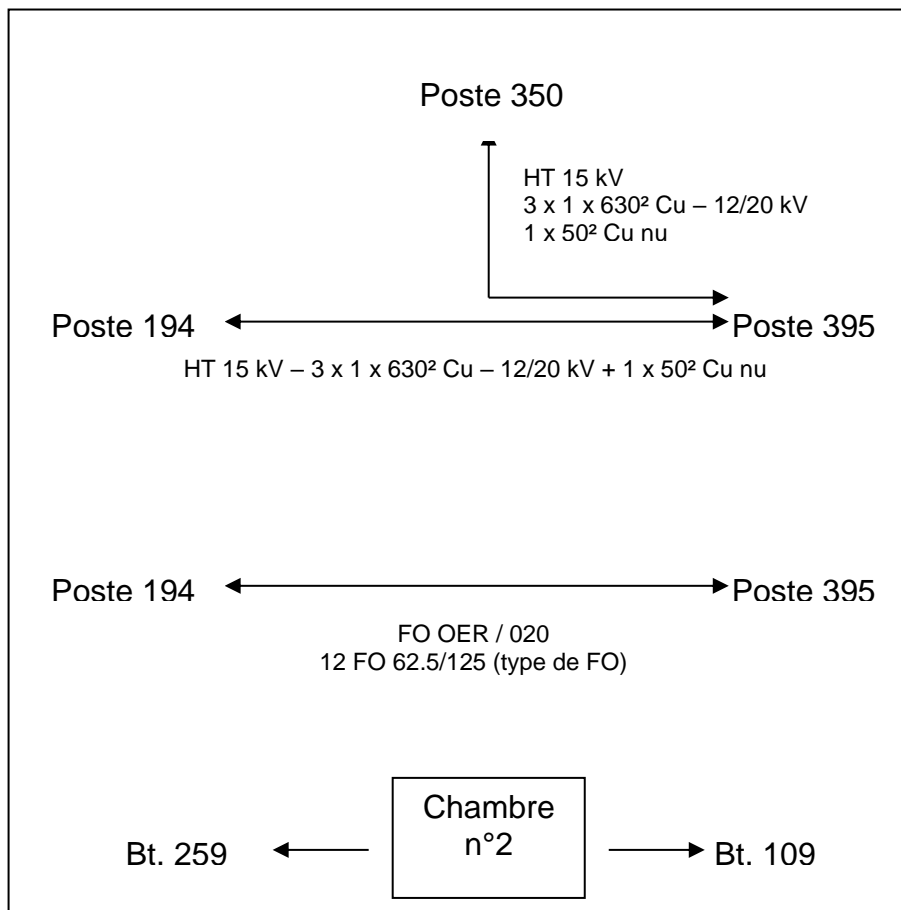 Poste 350
HT 15 kV
3 x 1 x 630² Cu – 12/20 kV
1 x 50² Cu nu
Poste 194 Poste 395
HT 15 kV – 3 x 1 x 630² Cu – 12/20 kV + 1 x 50² Cu nu
Poste 194 Poste 395
FO OER / 020
12 FO 62.5/125 (type de FO)
Chambre
n°2
Bt. 259 Bt. 109